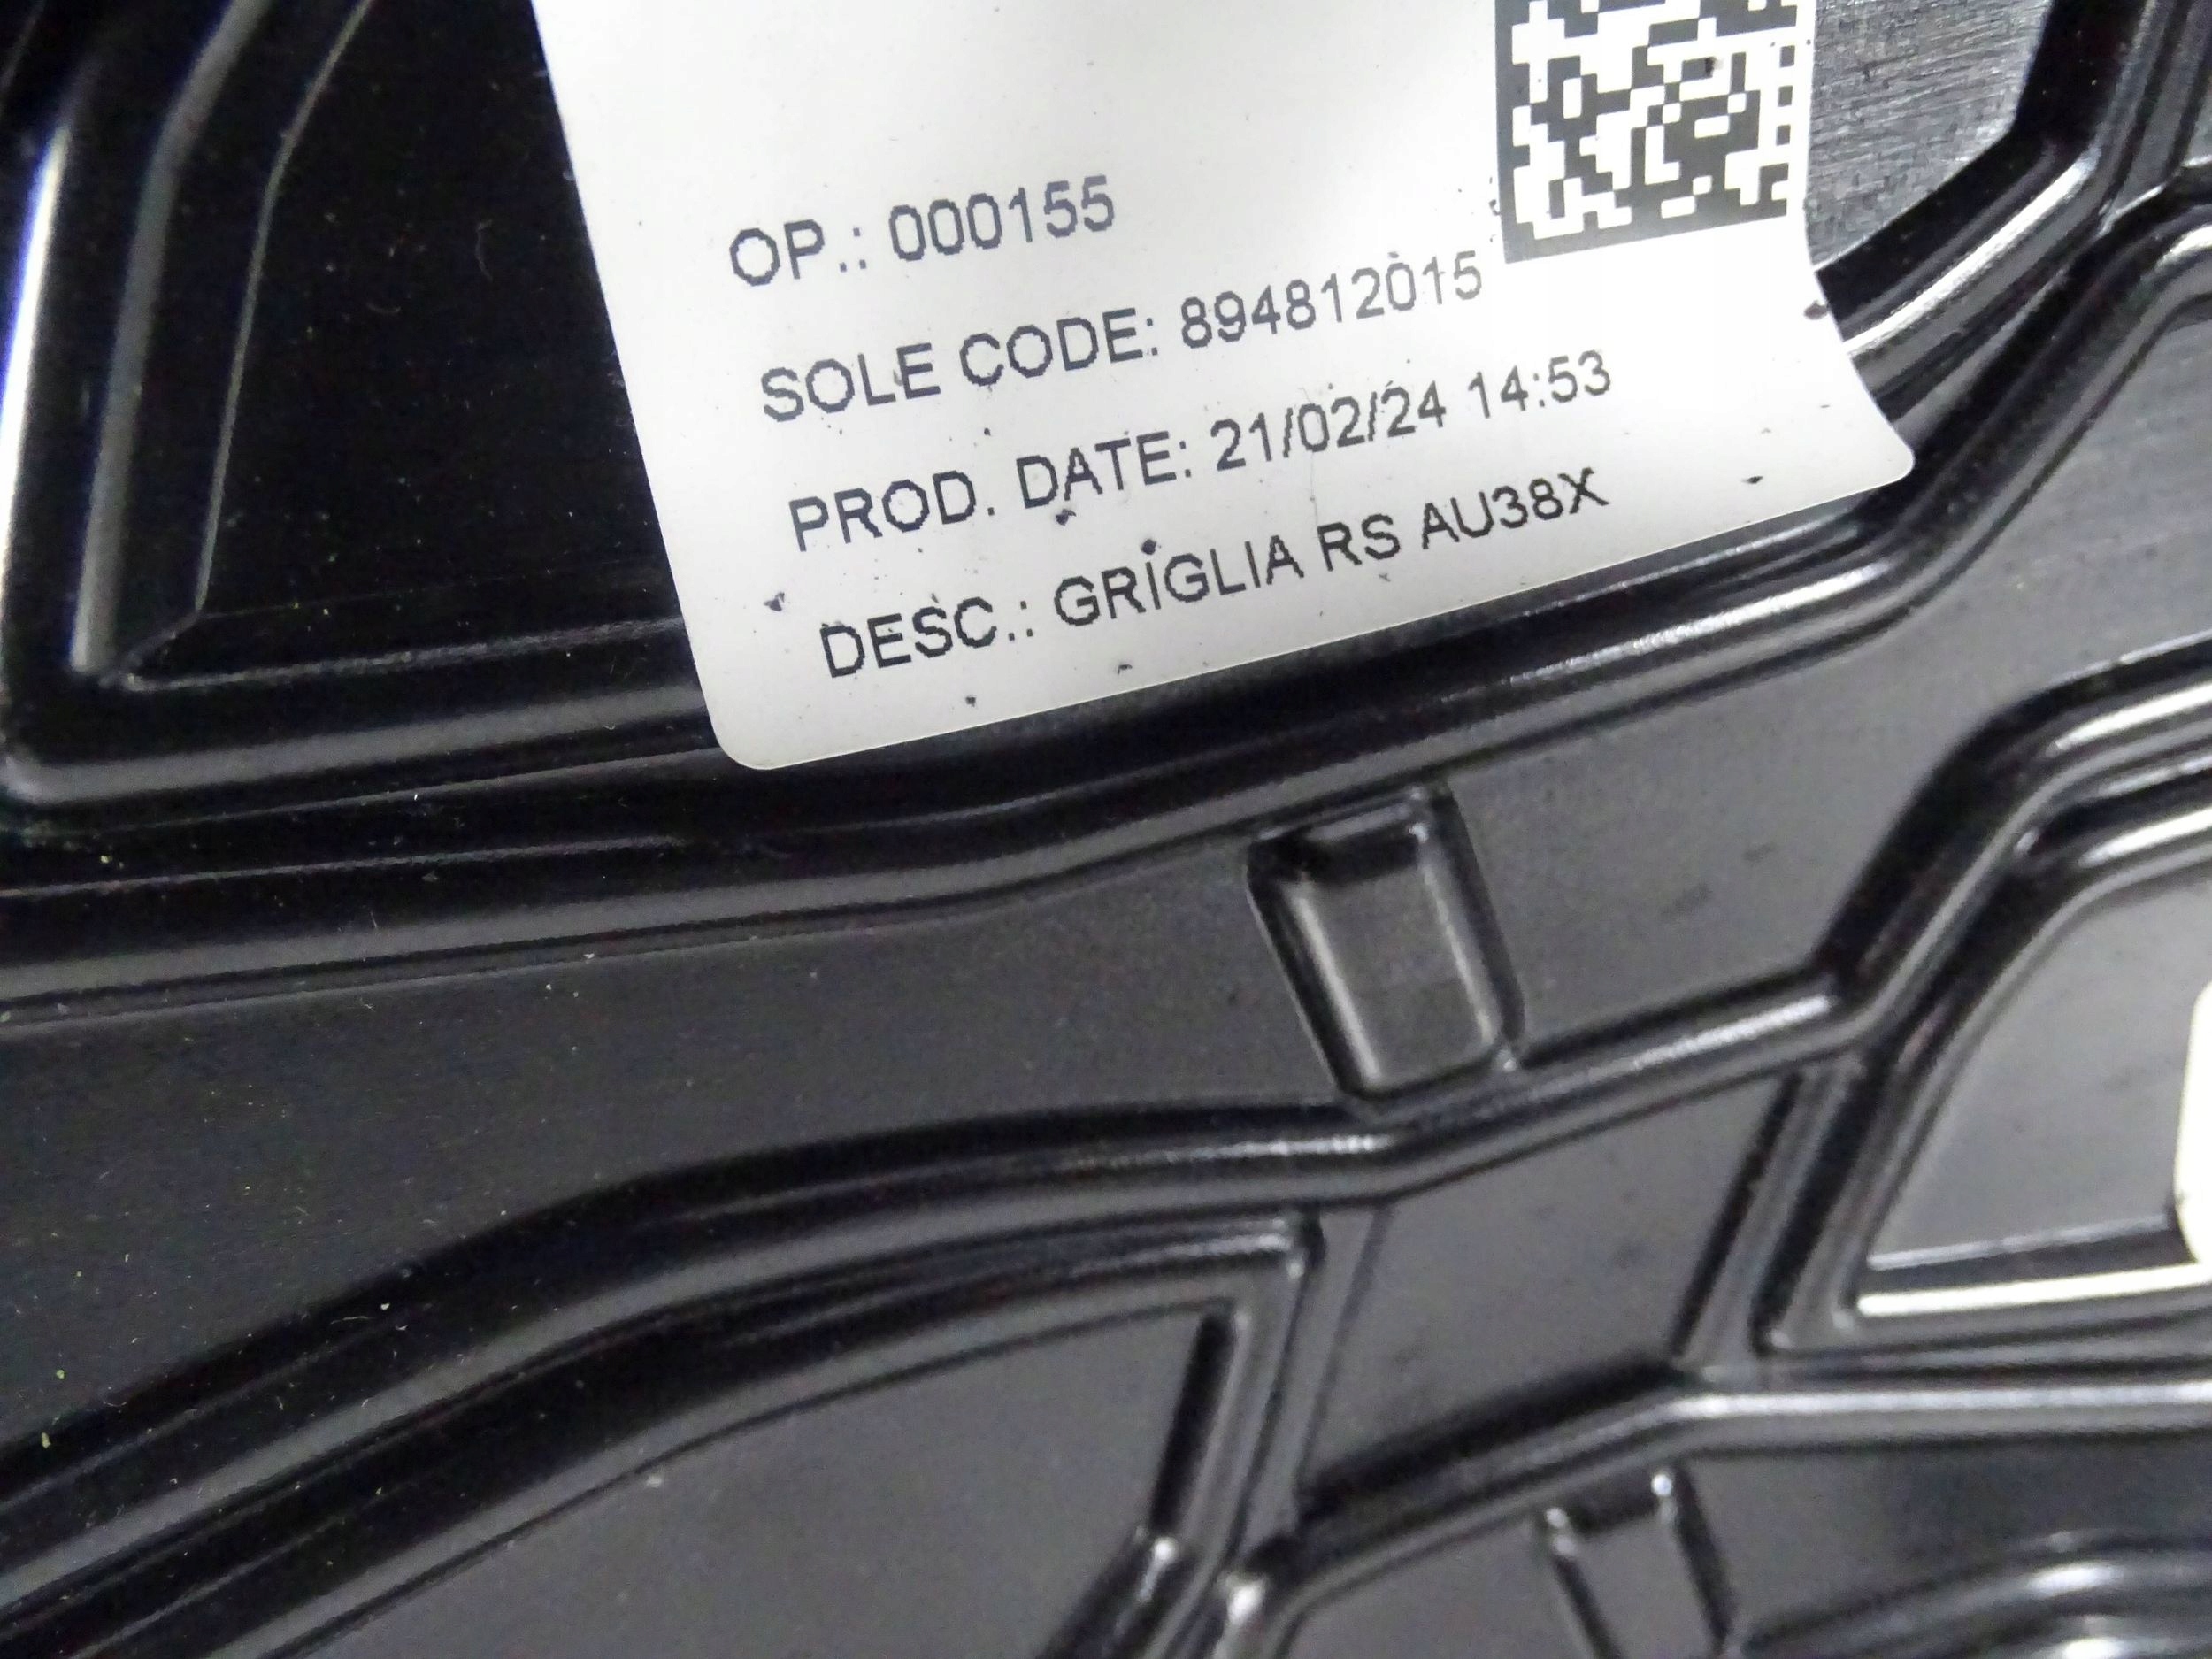 OP.: 000155
SOLE CODE: 894812015
PROD. DATE: 21/02/24 14:53
DESC.: GRIGLIA RS AU38X